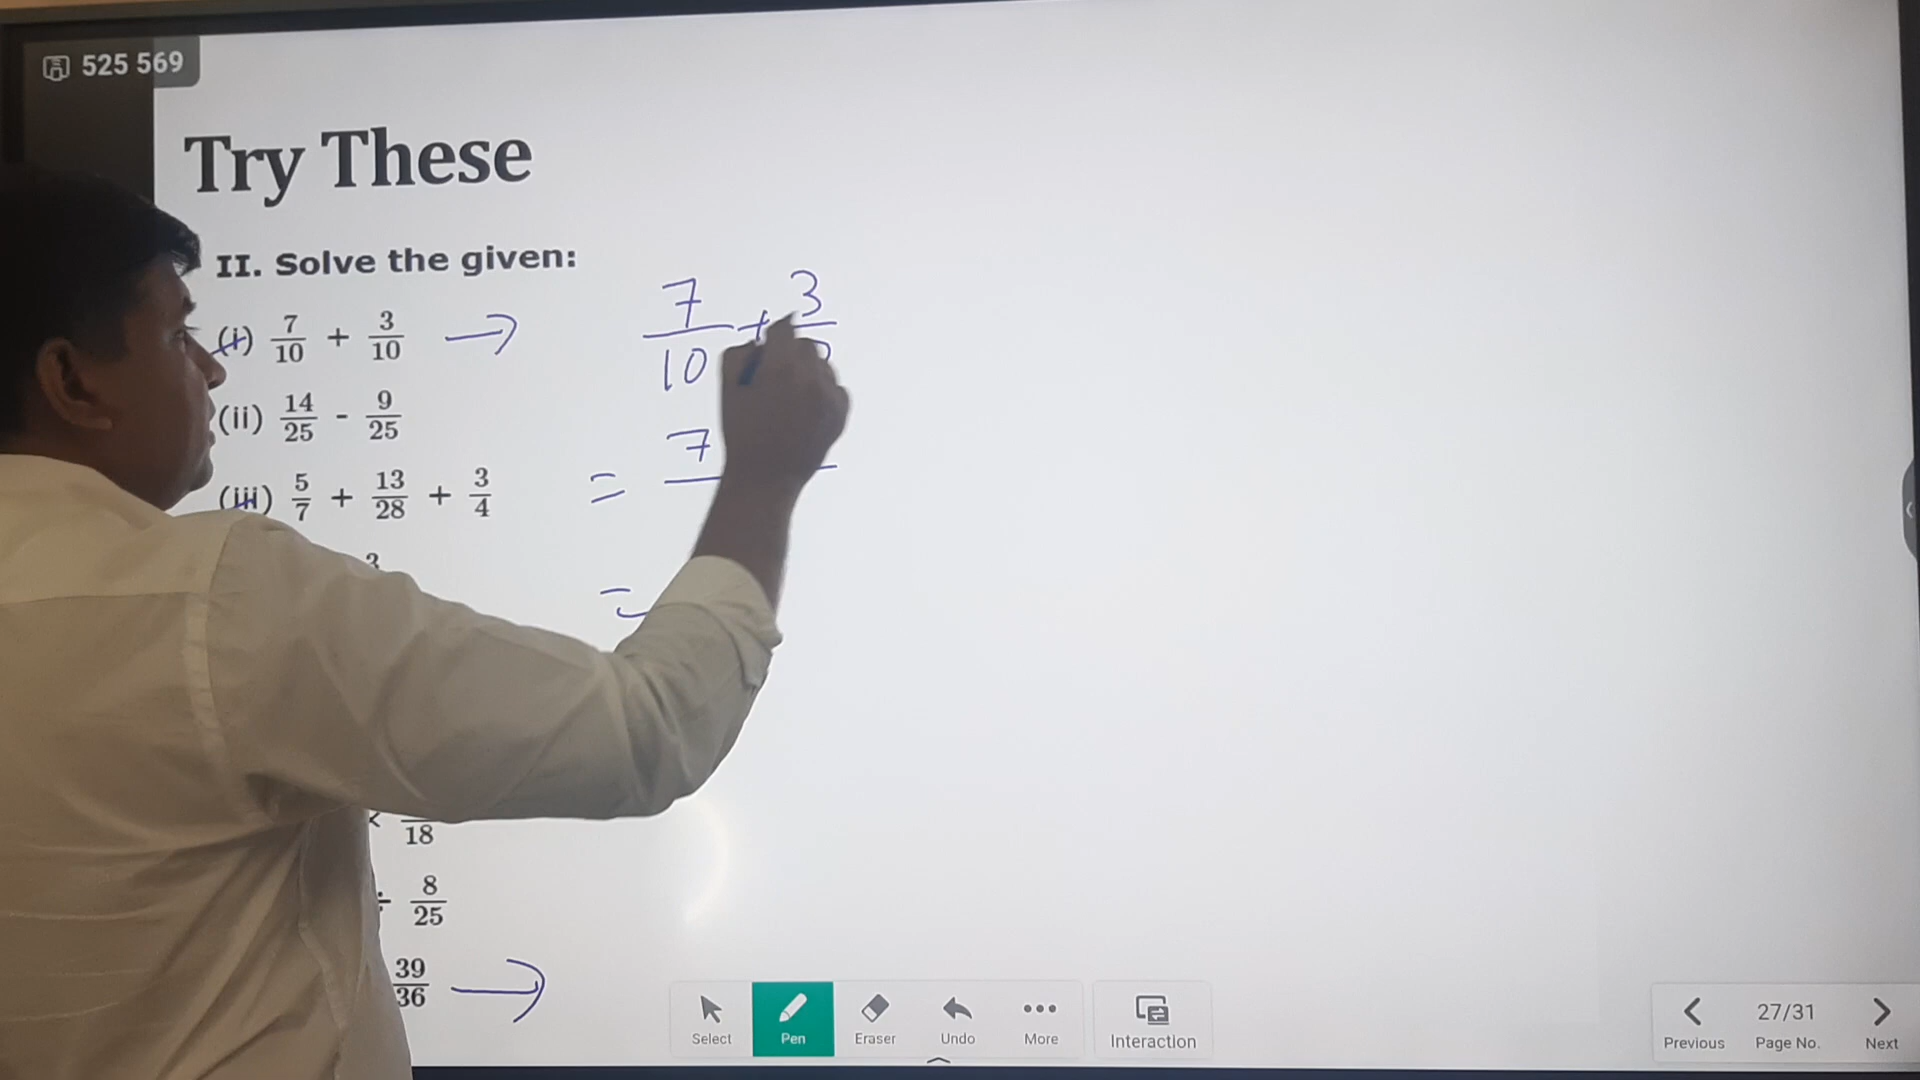 525 569
Try These
II. Solve the given:
(i) 7/10 + 3/10 →
(ii) 14/25 - 9/25
(iii) 5/7 + 13/28 + 3/4
3
18
÷ 8/25
39/36 →
7/10 + 3
= 7
=
Select Pen Eraser Undo More Interaction
Previous 27/31 Next
Page No.